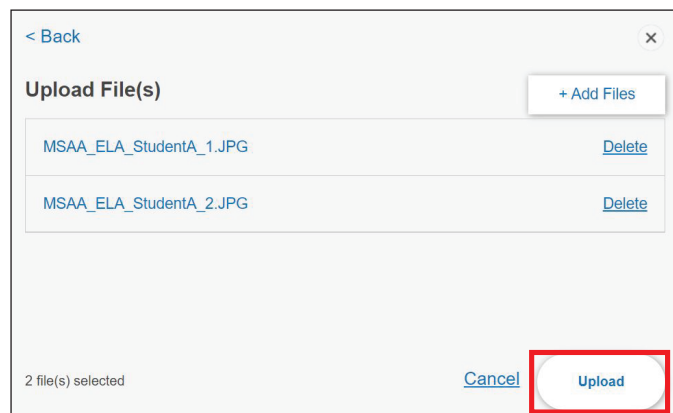 < Back
Upload File(s)
+ Add Files
MSAA_ELA_StudentA_1.JPG
Delete
MSAA_ELA_StudentA_2.JPG
Delete
2 file(s) selected
Cancel
Upload